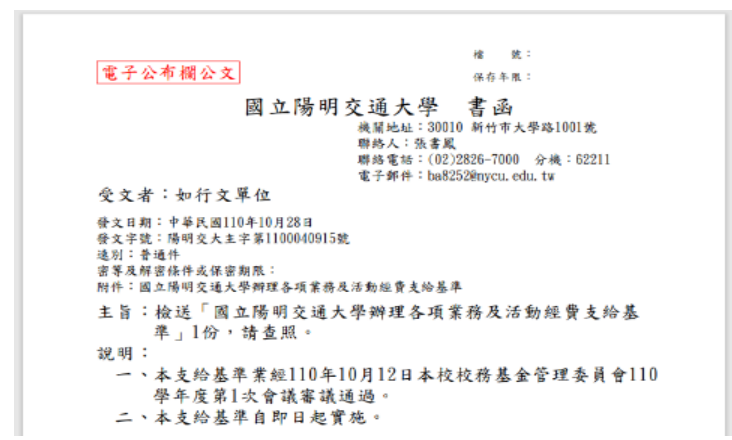 檔　　號：
保存年限：
電子公布欄公文
國立陽明交通大學　書函
機關地址：30010 新竹市大學路1001號
聯絡人：張書鳳
聯絡電話：(02)2826-7000　分機：62211
電子郵件：ba8252@nycu.edu.tw
受文者：如行文單位
發文日期：中華民國110年10月28日
發文字號：陽明交大主字第1100040915號
速別：普通件
密等及解密條件或保密期限：
附件：國立陽明交通大學辦理各項業務及活動經費支給基準
主旨：檢送「國立陽明交通大學辦理各項業務及活動經費支給基
準」1份，請查照。
說明：
一、本支給基準業經110年10月12日本校校務基金管理委員會110
學年度第1次會議審議通過。
二、本支給基準自即日起實施。